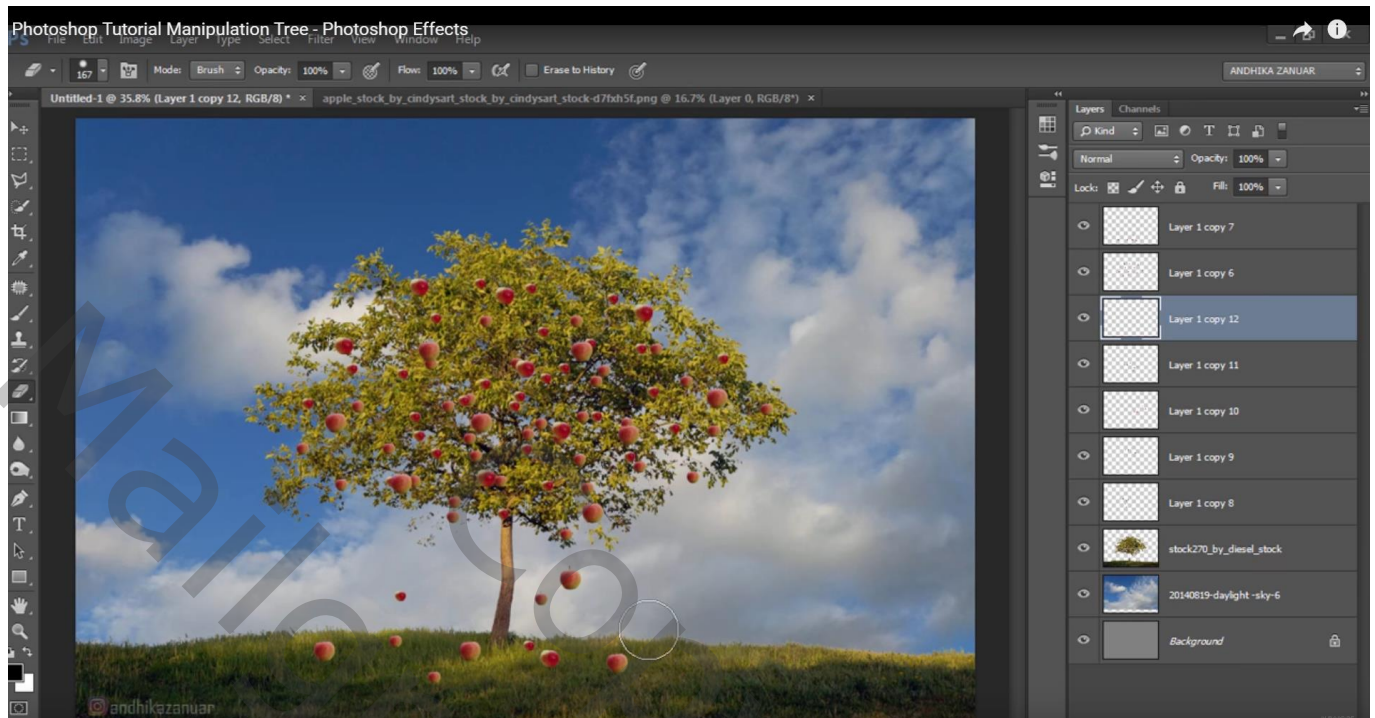 Photoshop Tutorial Manipulation Tree - Photoshop Effects
Ps File Edit Image Layer Type Select Filter View Window Help
167 Mode: Brush Opacity: 100% Flow: 100% Erase to History ANDHIKA ZANUAR
Untitled-1 @ 35.8% (Layer 1 copy 12, RGB/8) * × apple_stock_by_cindysart_stock_by_cindysart_stock-d7fxh5f.png @ 16.7% (Layer 0, RGB/8*) ×
Layers Channels
Kind
Normal Opacity: 100%
Lock: Fill: 100%
Layer 1 copy 7
Layer 1 copy 6
Layer 1 copy 12
Layer 1 copy 11
Layer 1 copy 10
Layer 1 copy 9
Layer 1 copy 8
stock270_by_diesel_stock
20140819-daylight -sky-6
Background
andhikazanuar